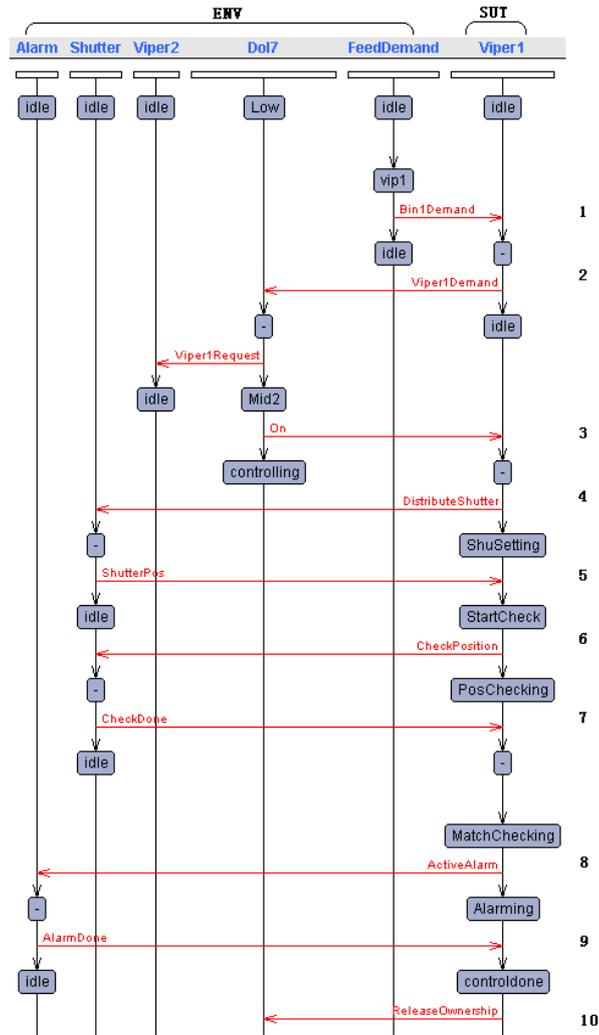 ENV SUT
Alarm Shutter Viper2 Dol7 FeedDemand Viper1
idle idle idle Low idle idle
vip1
Bin1Demand 1
idle -
Viper1Demand 2
- idle
Viper1Request
idle Mid2
On 3
controlling -
DistributeShutter 4
- ShuSetting
ShutterPos 5
idle StartCheck
CheckPosition 6
- PosChecking
CheckDone 7
idle -
MatchChecking
ActiveAlarm 8
- Alarming
AlarmDone 9
idle controldone
ReleaseOwnership 10